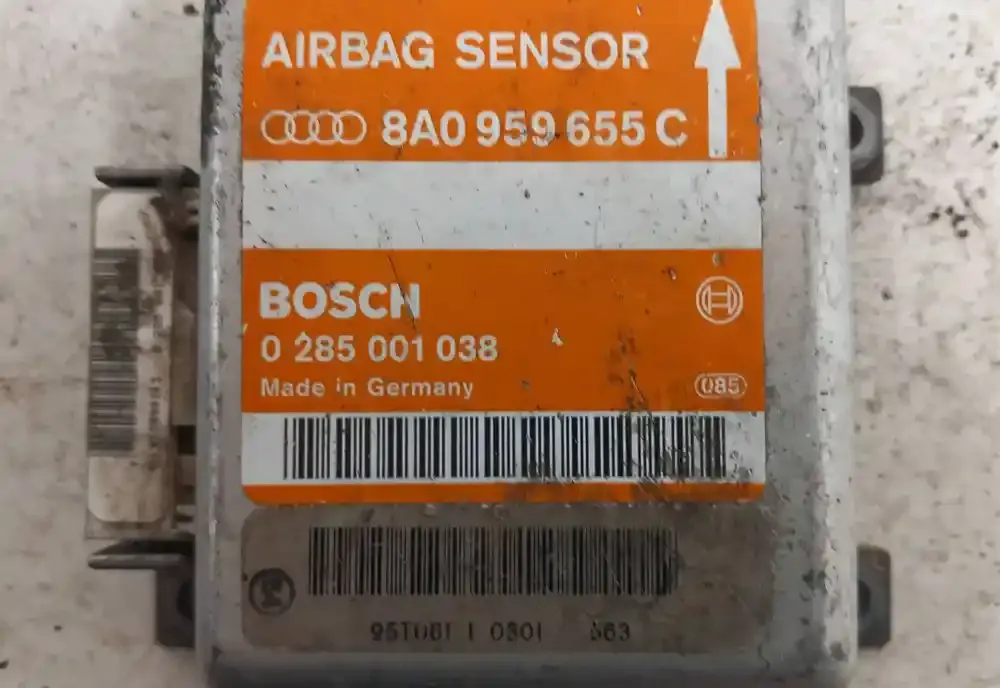 AIRBAG SENSOR
8A0 959 655 C
BOSCH
0 285 001 038
Made in Germany
085